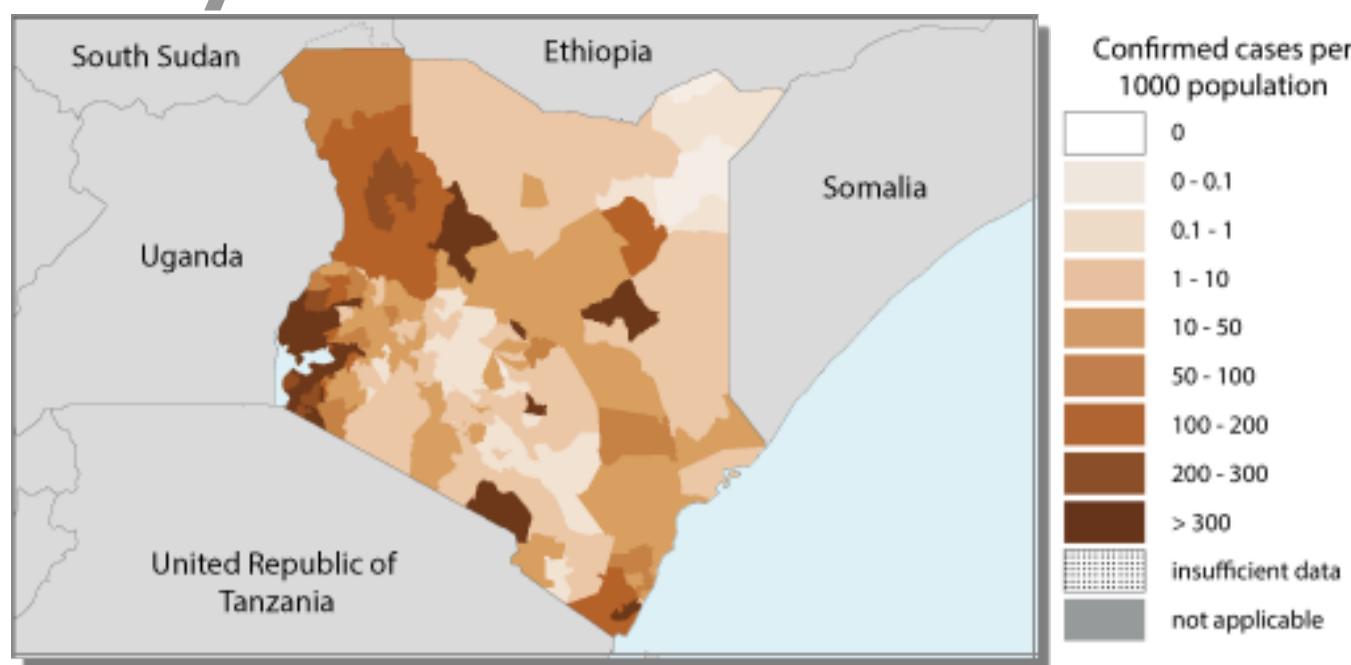 South Sudan
Ethiopia
Somalia
Uganda
United Republic of
Tanzania
Confirmed cases per
1000 population
0
0 - 0.1
0.1 - 1
1 - 10
10 - 50
50 - 100
100 - 200
200 - 300
> 300
insufficient data
not applicable